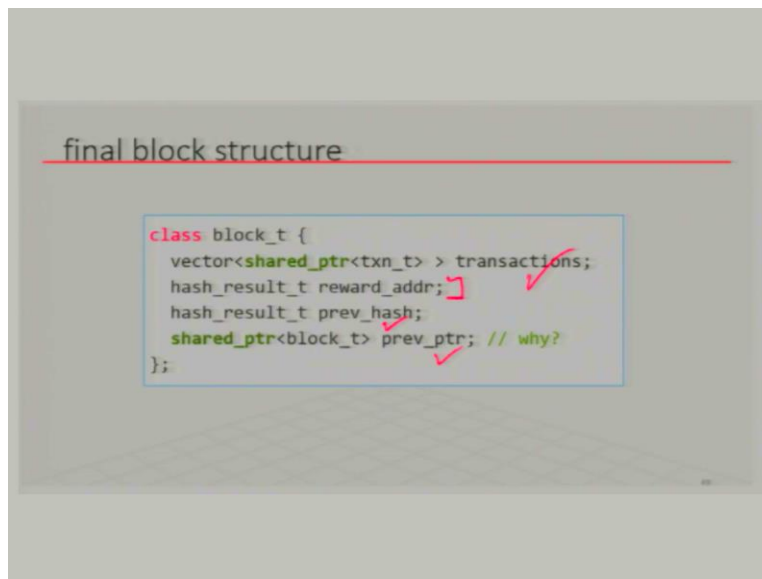 final block structure
class block_t {
vector<shared_ptr<txn_t> > transactions;
hash_result_t reward_addr;
hash_result_t prev_hash;
shared_ptr<block_t> prev_ptr; // why?
};